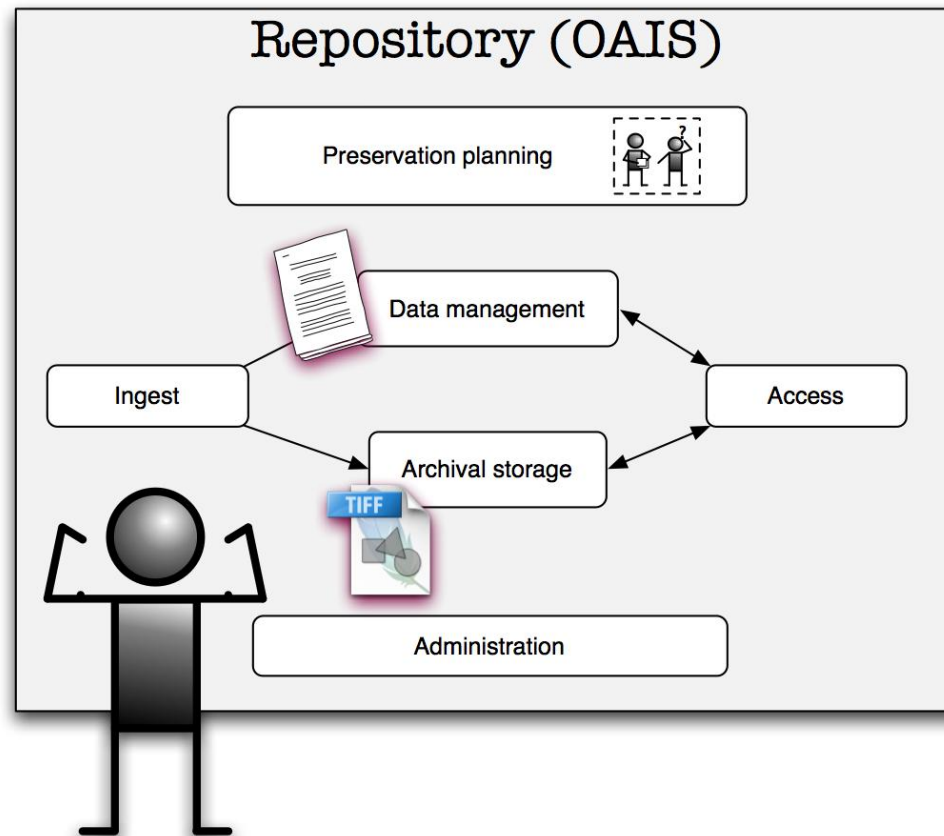 Repository (OAIS)
Preservation planning
?
Data management
Ingest
Access
Archival storage
TIFF
Administration